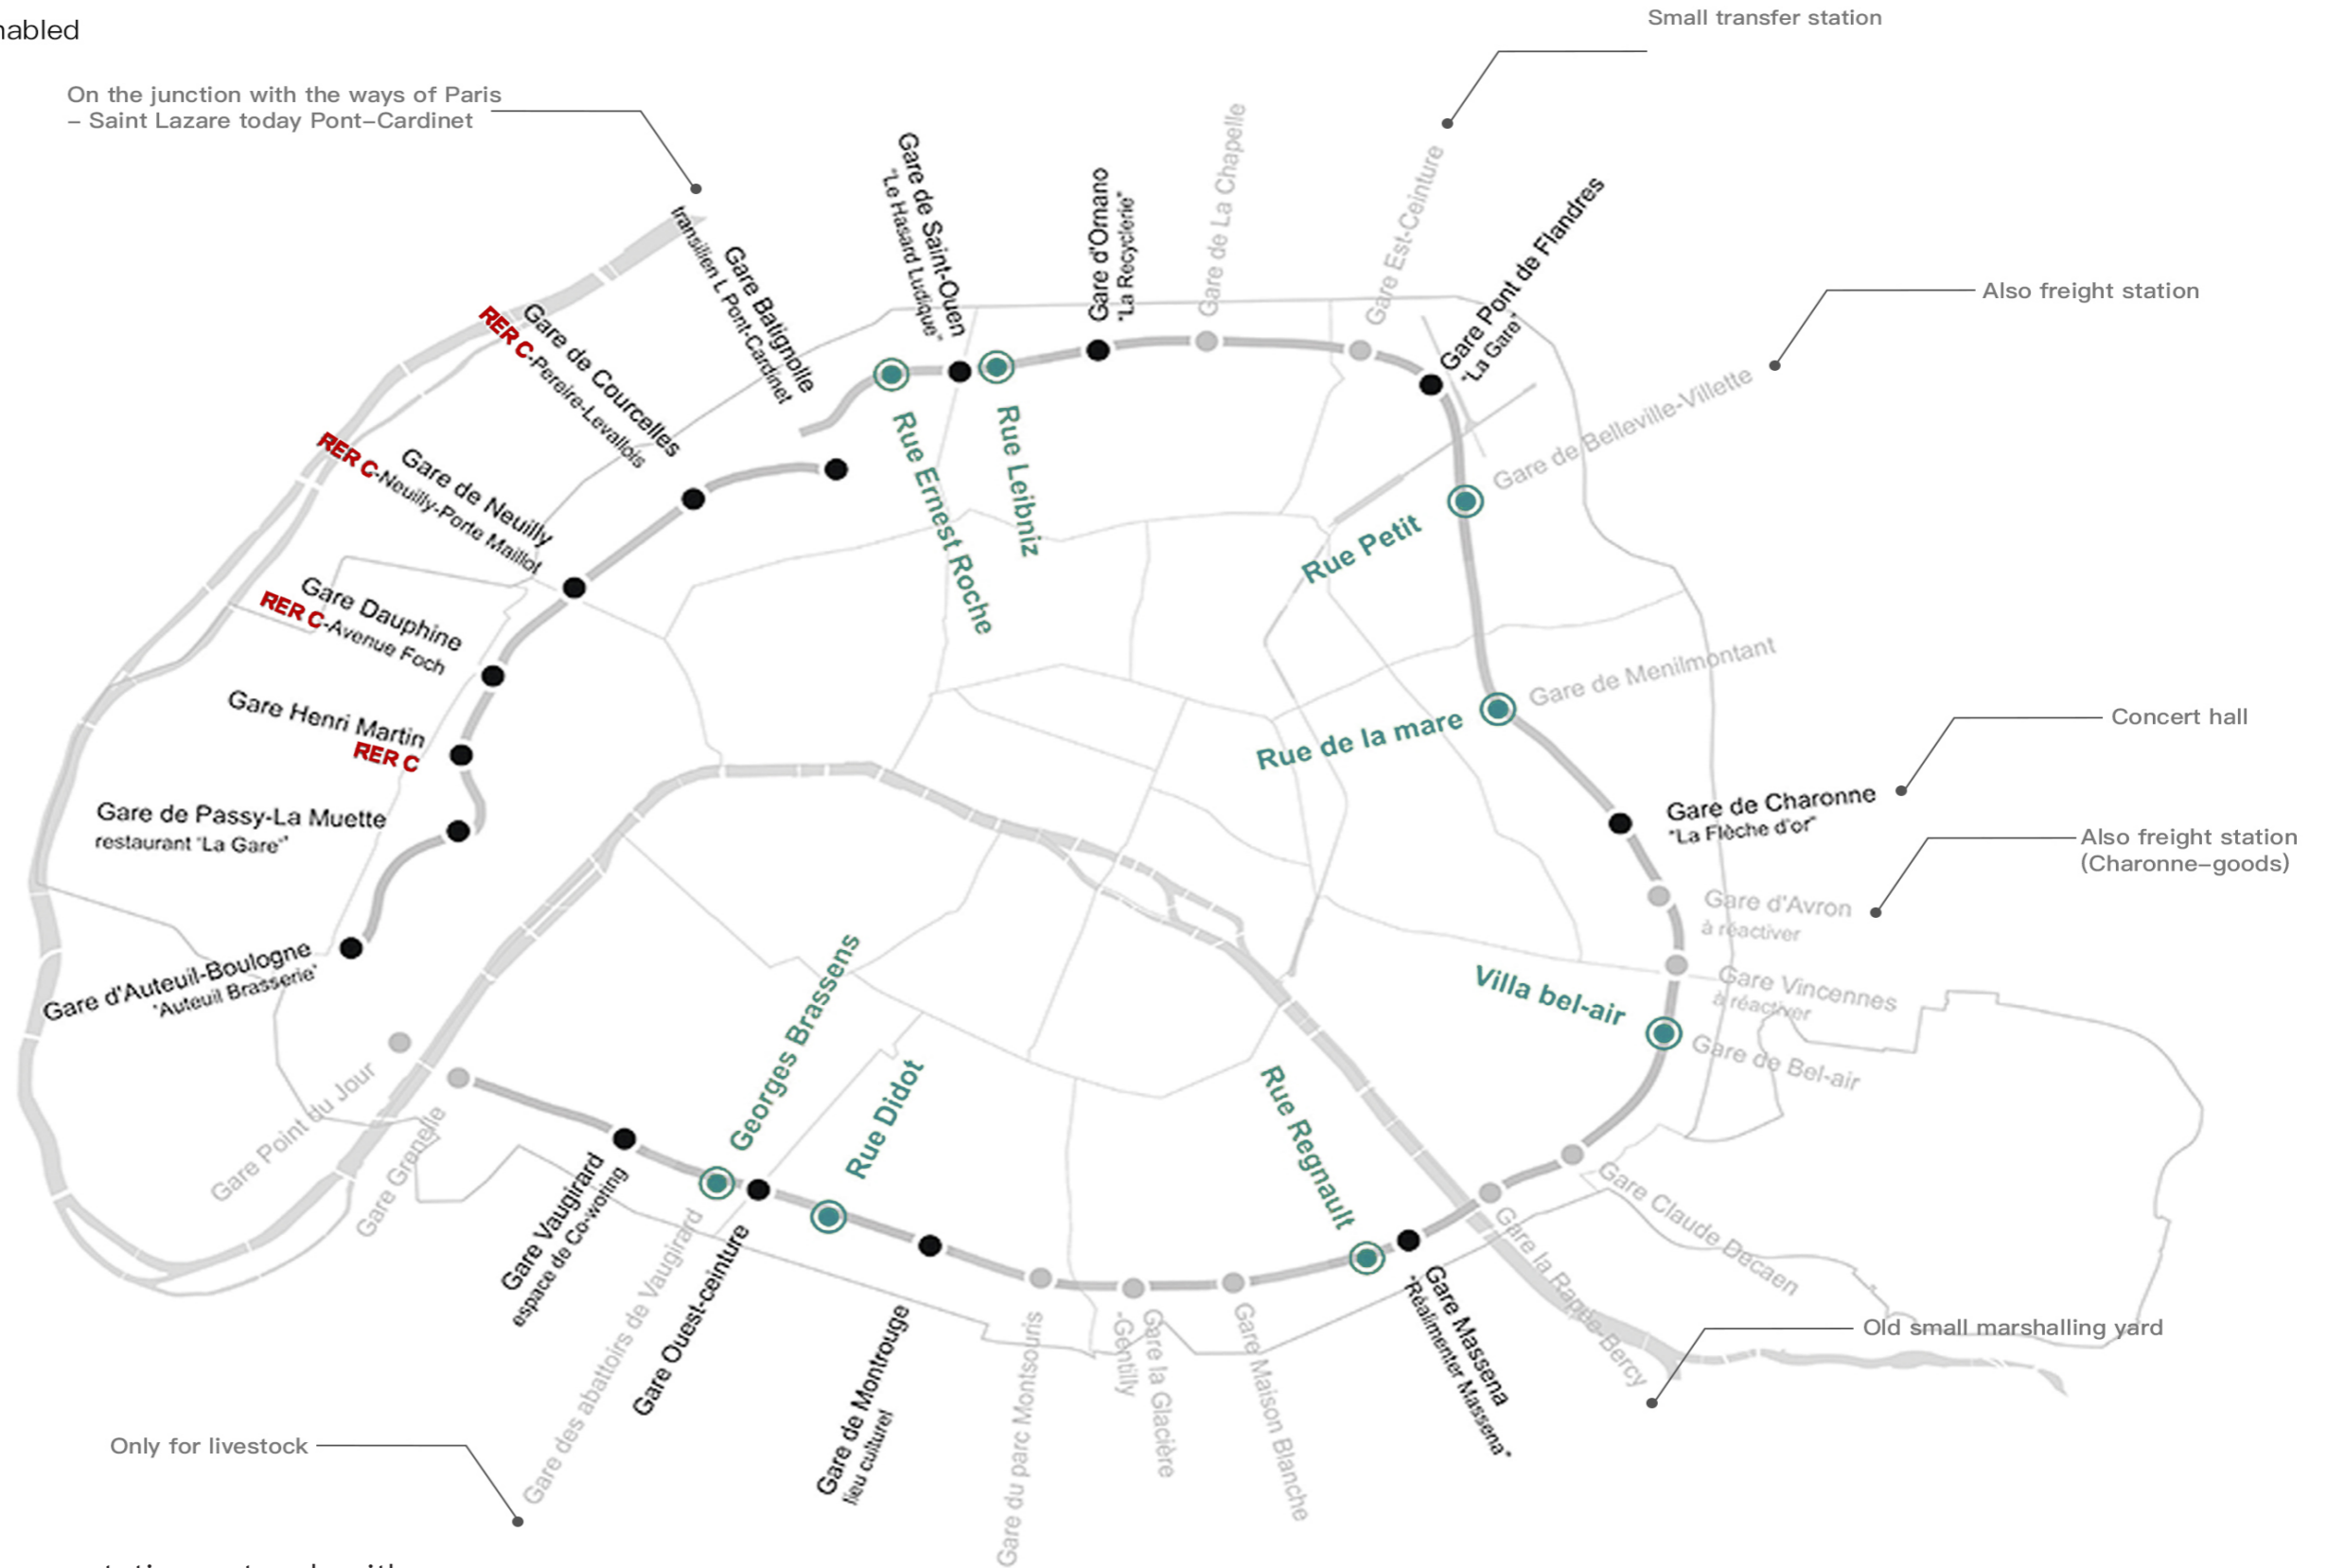 nabled
Small transfer station
On the junction with the ways of Paris
– Saint Lazare today Pont–Cardinet
Gare Batignolle
transilien L Pont-Cardinet
Gare de Saint-Ouen
"Le Hasard Ludique"
Gare d'Ornano
"La Recyclerie"
Gare de La Chapelle
Gare Est-Ceinture
Gare Pont de Flandres
"La Gare"
Also freight station
Gare de Belleville-Villette
Gare de Courcelles
RER C-Pereire-Levallois
Gare de Neuilly
RER C-Neuilly-Porte Maillot
Rue Ernest Roche
Rue Leibniz
Rue Petit
Gare Dauphine
RER C-Avenue Foch
Gare Henri Martin
RER C
Gare de Menilmontant
Rue de la mare
Concert hall
Gare de Passy-La Muette
restaurant "La Gare"
Gare de Charonne
"La Flèche d'or"
Also freight station
(Charonne–goods)
Gare d'Avron
à réactiver
Gare d'Auteuil-Boulogne
"Auteuil Brasserie"
Gare Vincennes
à réactiver
Villa bel-air
Gare de Bel-air
Georges Brassens
Rue Didot
Rue Regnault
Gare Point du Jour
Gare Grenelle
Gare Vaugirard
espace de Co-woring
Gare des abattoirs de Vaugirard
Gare Ouest-ceinture
Gare de Montrouge
lieu culturel
Gare du parc Montsouris
Gare la Glacière
-Gentilly
Gare Maison Blanche
Gare Massena
"Réalimenter Massena"
Gare la Rapée-Bercy
Gare Claude Decaen
Old small marshalling yard
Only for livestock